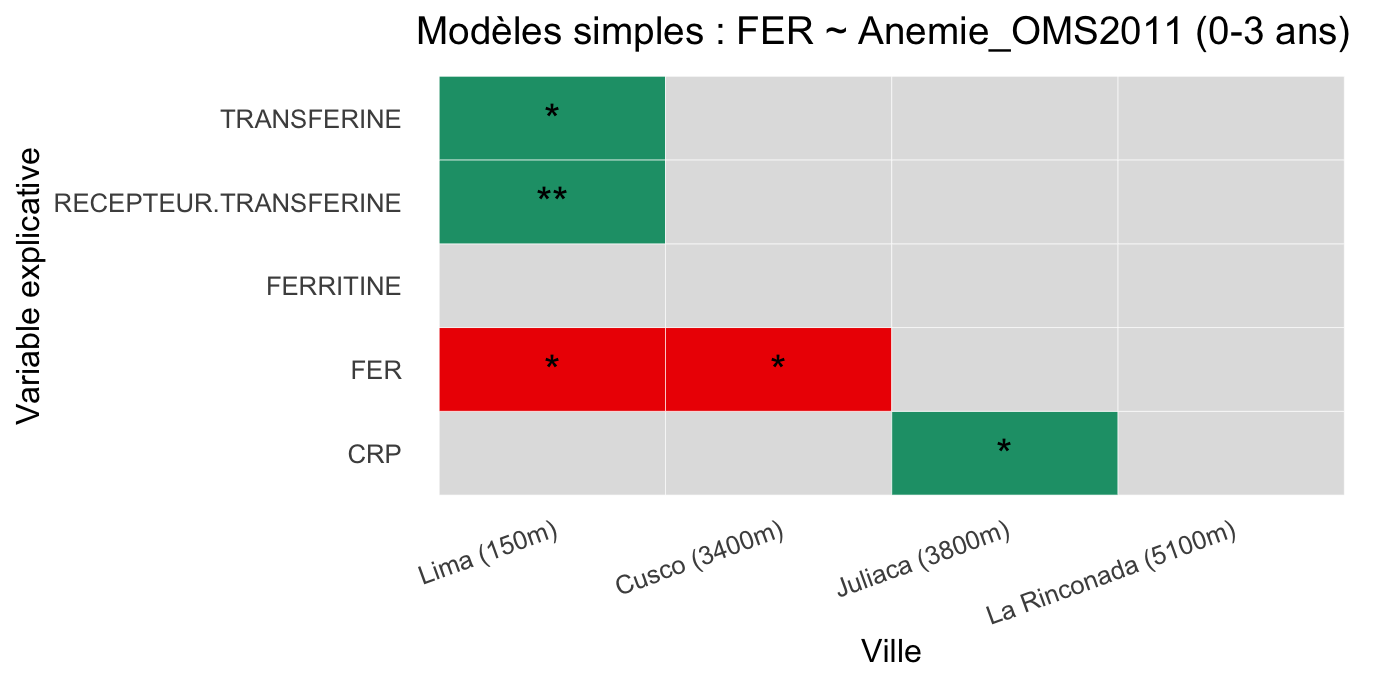 Modèles simples : FER ~ Anemie_OMS2011 (0-3 ans)
Variable explicative
TRANSFERINE
*
RECEPTEUR.TRANSFERINE
**
FERRITINE
FER
*
*
CRP
*
Lima (150m)
Cusco (3400m)
Juliaca (3800m)
La Rinconada (5100m)
Ville